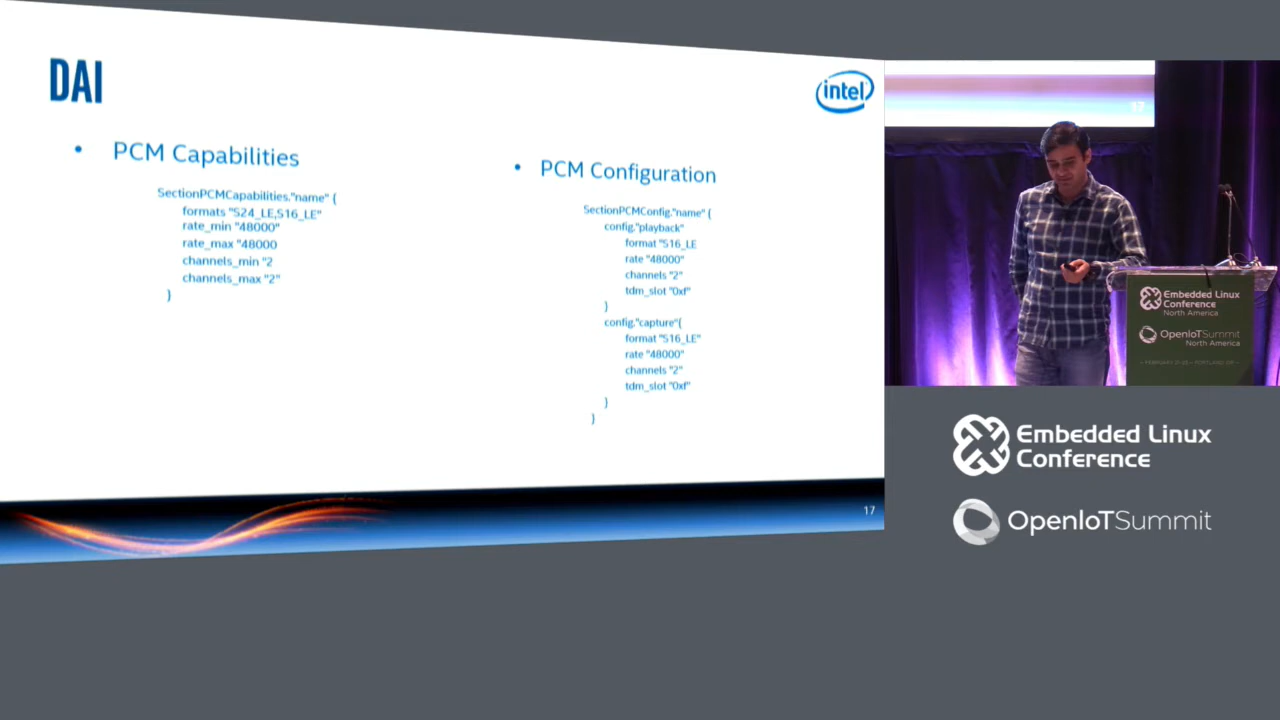 DAI
intel
• PCM Capabilities
SectionPCMCapabilities."name" {
formats "S24_LE,S16_LE"
rate_min "48000"
rate_max "48000
channels_min "2
channels_max "2"
}
• PCM Configuration
SectionPCMConfig."name" {
config."playback"
format "S16_LE
rate "48000"
channels "2"
tdm_slot "0xf"
}
config."capture"{
format "S16_LE"
rate "48000"
channels "2"
tdm_slot "0xf"
}
}
17
17
Embedded Linux
Conference
North America
OpenIoTSummit
North America
Embedded Linux
Conference
OpenIoTSummit